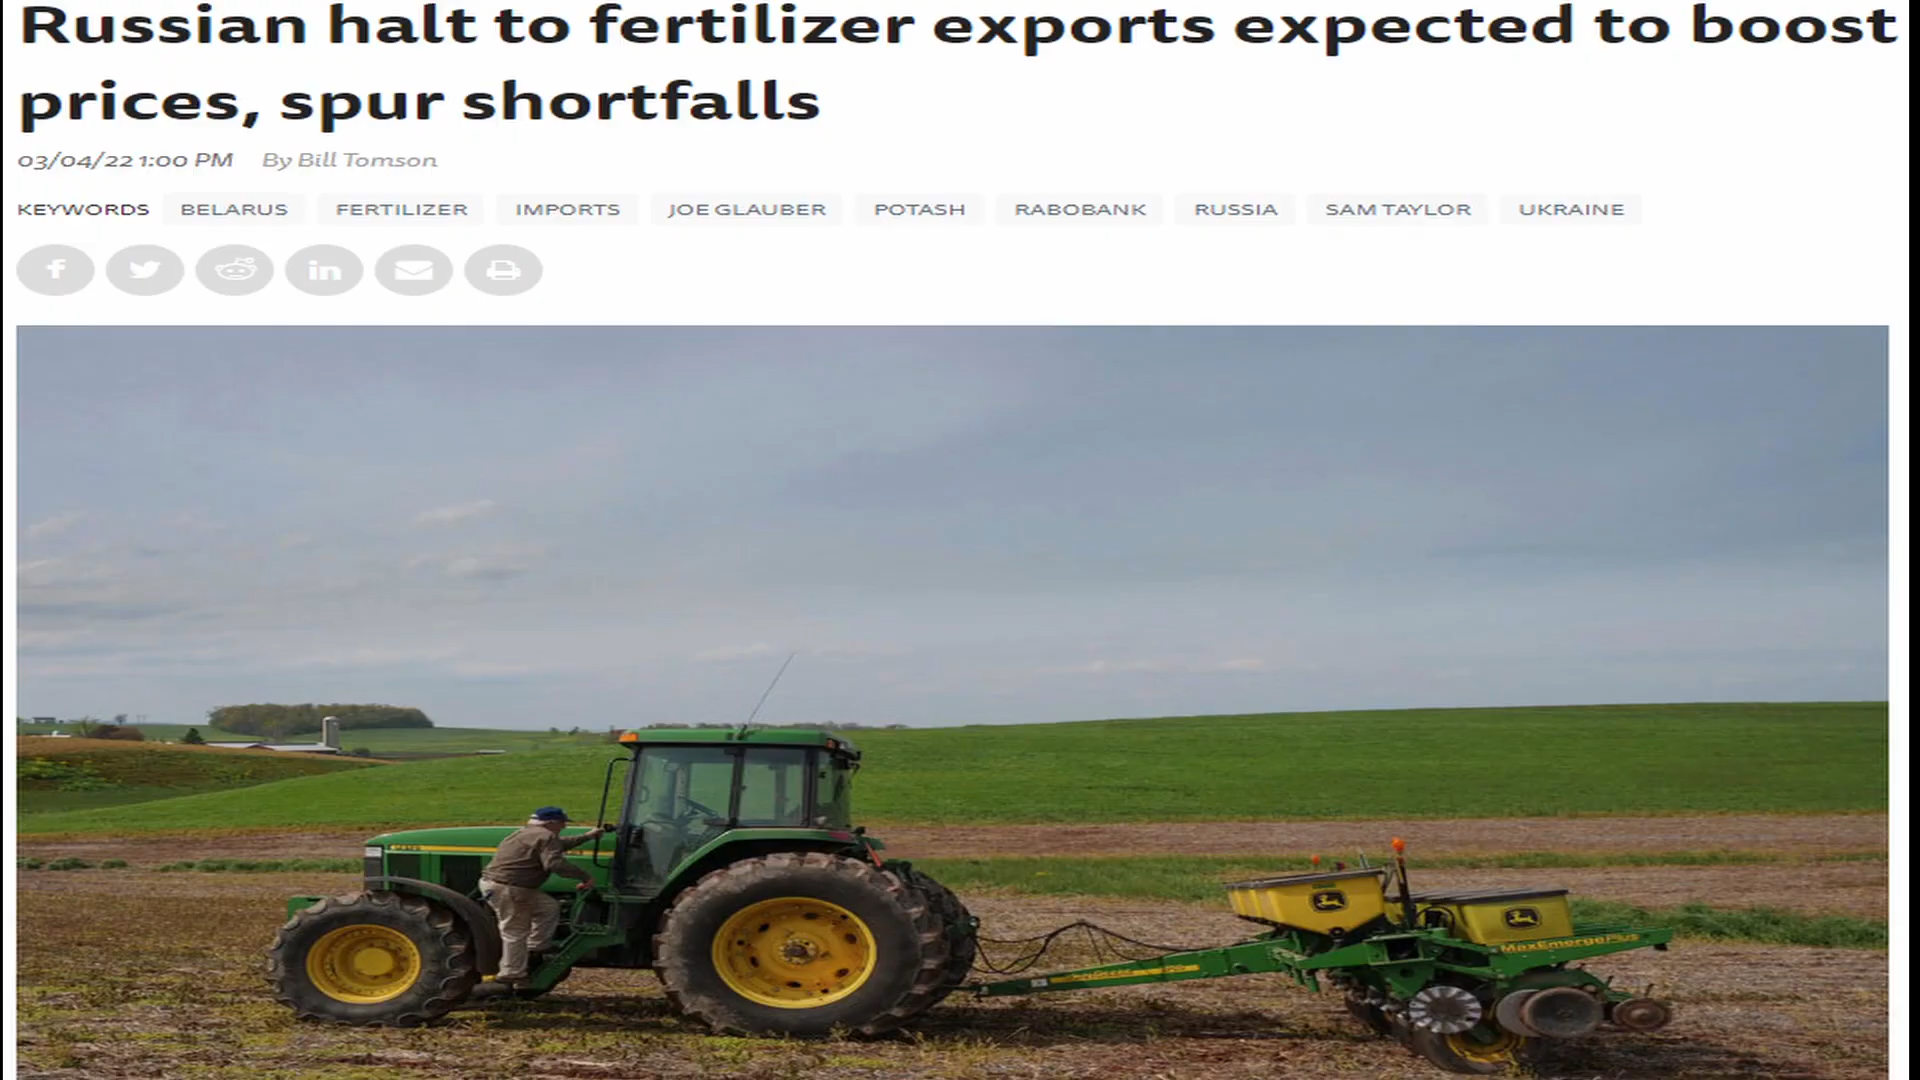 Russian halt to fertilizer exports expected to boost
prices, spur shortfalls
03/04/22 1:00 PM By Bill Tomson
KEYWORDS BELARUS FERTILIZER IMPORTS JOE GLAUBER POTASH RABOBANK RUSSIA SAM TAYLOR UKRAINE
MaxEmergePlus